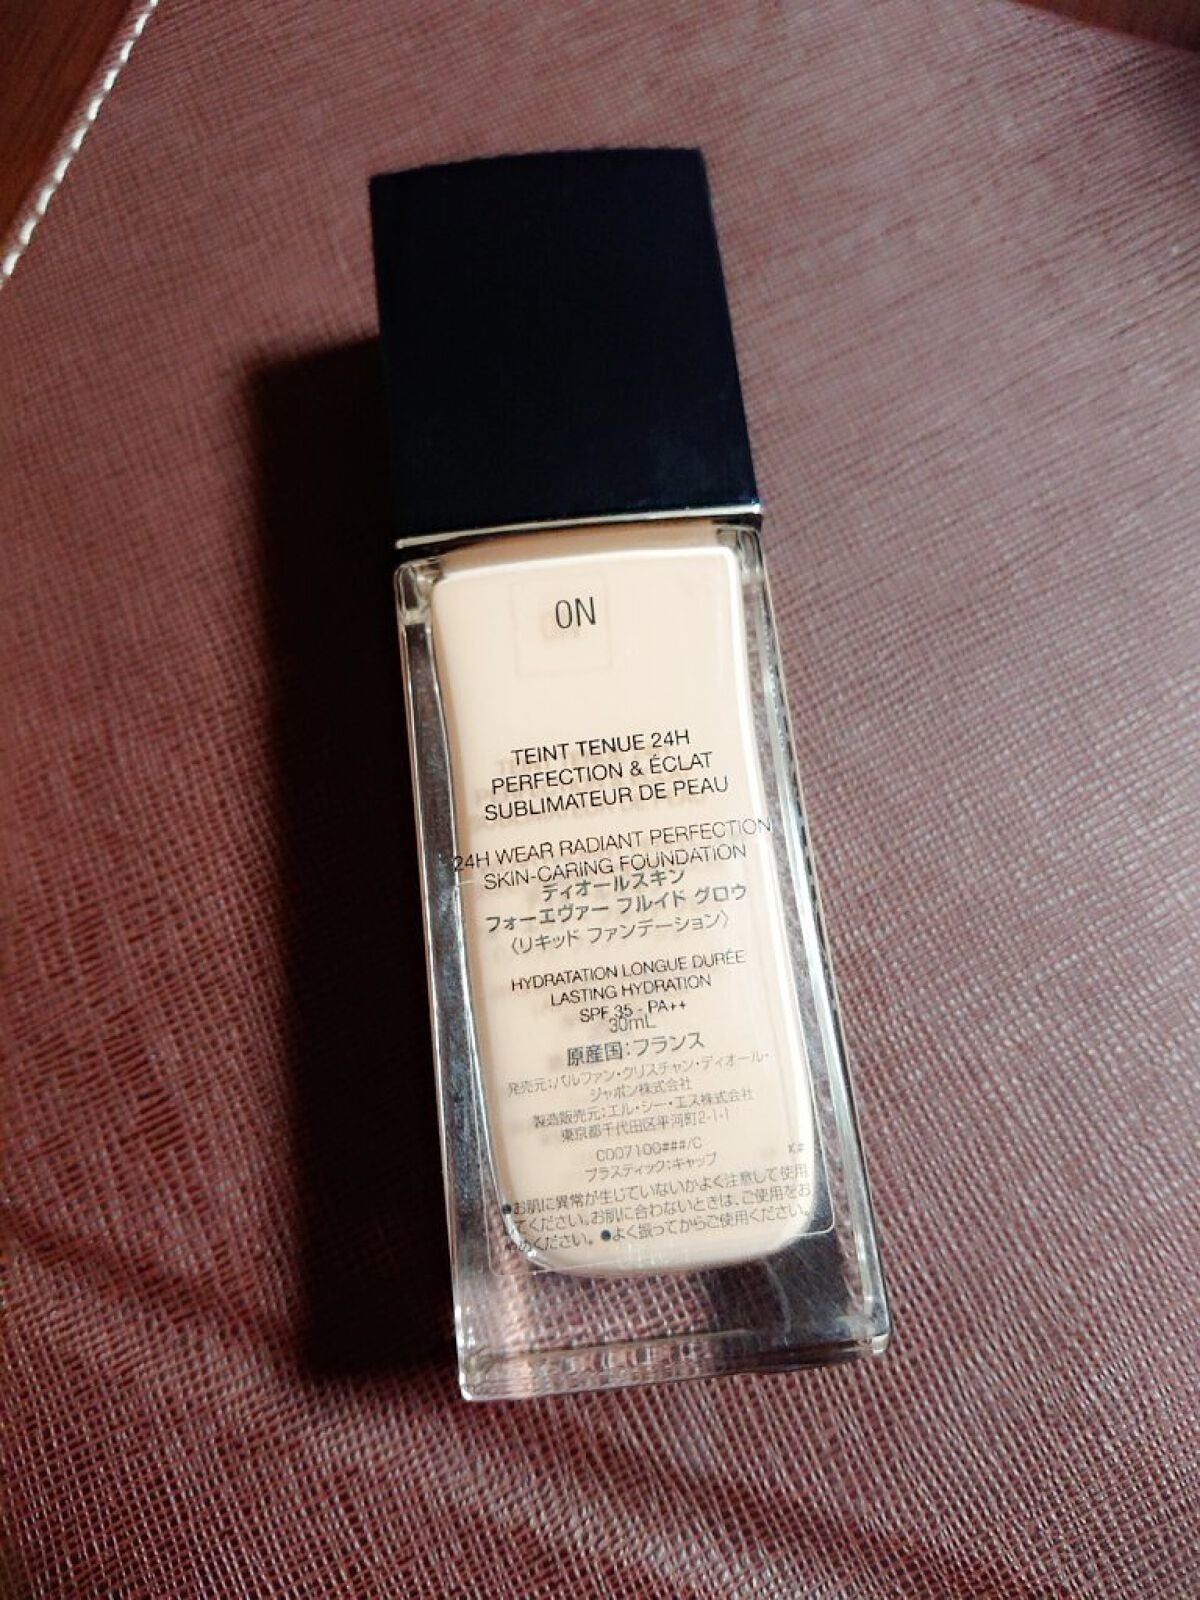 0N
TEINT TENUE 24H
PERFECTION & ÉCLAT
SUBLIMATEUR DE PEAU
24H WEAR RADIANT PERFECTION
SKIN-CARING FOUNDATION
ディオールスキン
フォーエヴァー フルイド グロウ
〈リキッド ファンデーション〉
HYDRATATION LONGUE DURÉE
LASTING HYDRATION
SPF 35 - PA++
30mL
原産国：フランス
発売元：パルファン・クリスチャン・ディオール・
ジャポン株式会社
製造販売元：エル・シー・エス株式会社
東京都千代田区平河町2-1-1
CD07100###/C
プラスティック：キャップ
K#
●お肌に異常が生じていないかよく注意して使用
してください。お肌に合わないときは、ご使用をお
やめください。●よく振ってからご使用ください。